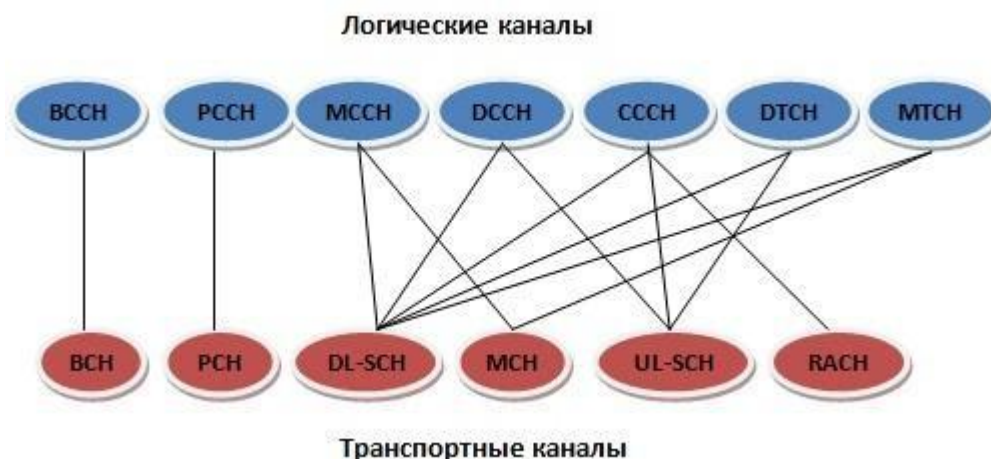 Логические каналы
BCCH PCCH MCCH DCCH CCCH DTCH MTCH
BCH PCH DL-SCH MCH UL-SCH RACH
Транспортные каналы